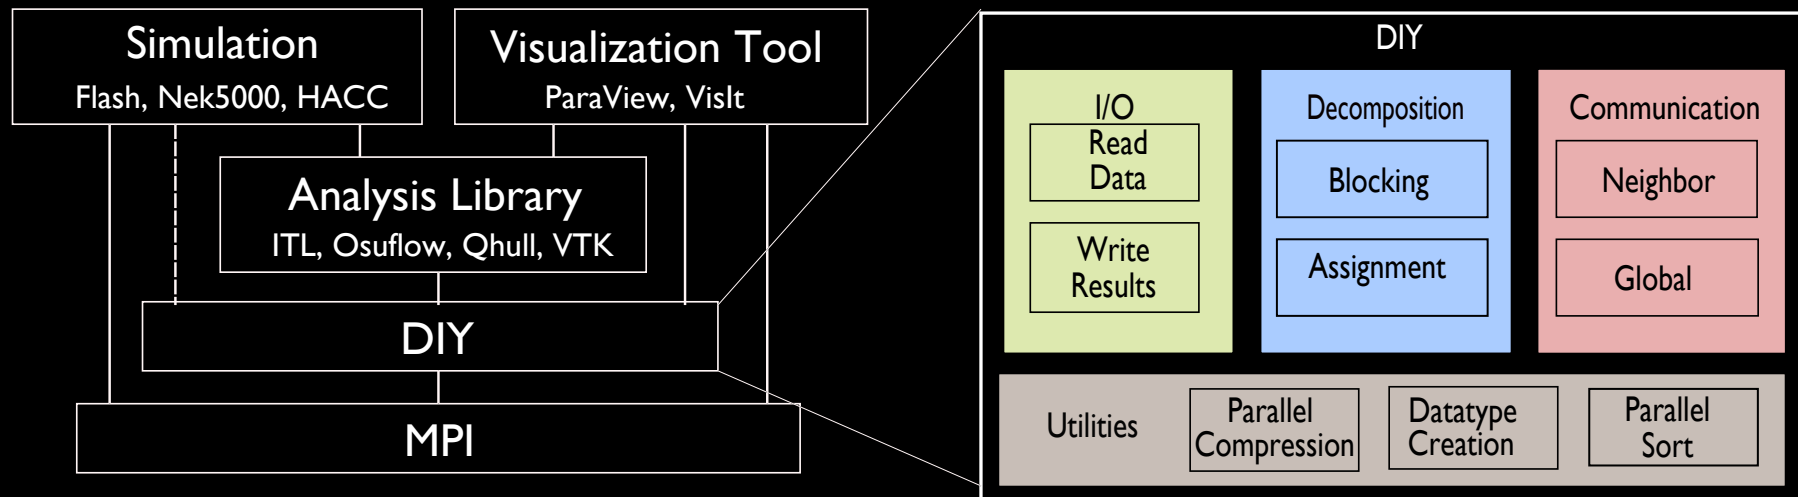 Simulation
Flash, Nek5000, HACC
Visualization Tool
ParaView, VisIt
Analysis Library
ITL, Osuflow, Qhull, VTK
DIY
MPI
DIY
I/O
Read
Data
Write
Results
Decomposition
Blocking
Assignment
Communication
Neighbor
Global
Utilities
Parallel
Compression
Datatype
Creation
Parallel
Sort